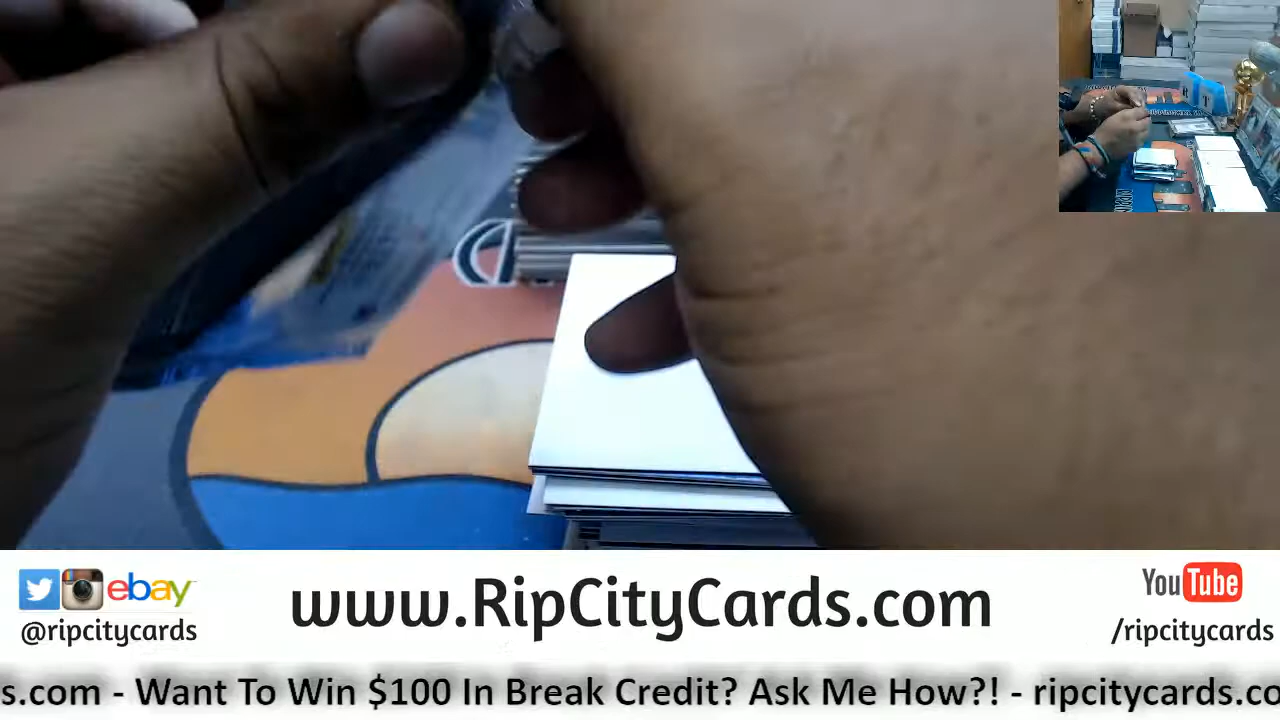 ebay
@ripcitycards
www.RipCityCards.com
YouTube
/ripcitycards
s.com - Want To Win $100 In Break Credit? Ask Me How?! - ripcitycards.co